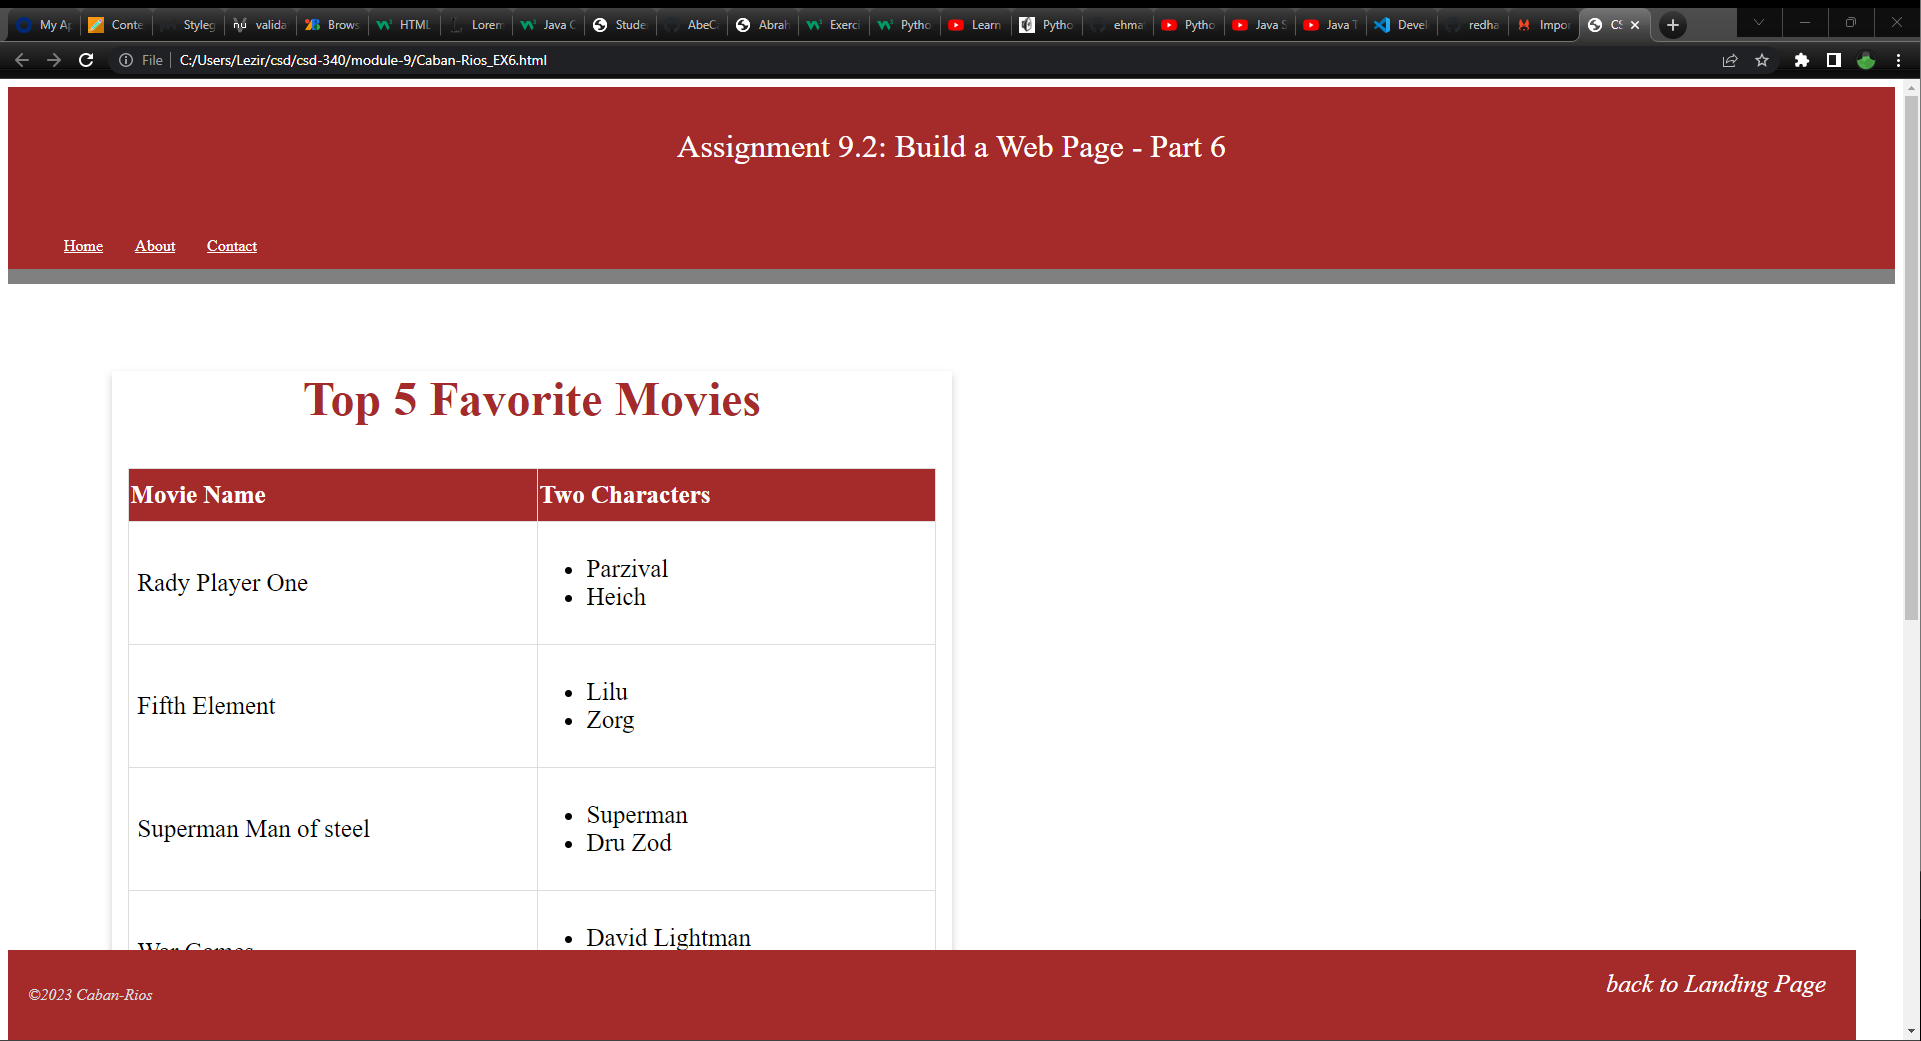 My Ap
Conte
Styleg
valida
Brows
HTML
Lorem
Java C
Stude
AbeC
Abrah
Exerci
Pytho
Learn
Pytho
ehma
Pytho
Java S
Java T
Devel
redha
Impor
CS
File
C:/Users/Lezir/csd/csd-340/module-9/Caban-Rios_EX6.html
Assignment 9.2: Build a Web Page - Part 6
Home About Contact
Top 5 Favorite Movies
Movie Name Two Characters
Rady Player One
Parzival
Heich
Fifth Element
Lilu
Zorg
Superman Man of steel
Superman
Dru Zod
War Games
David Lightman
©2023 Caban-Rios
back to Landing Page